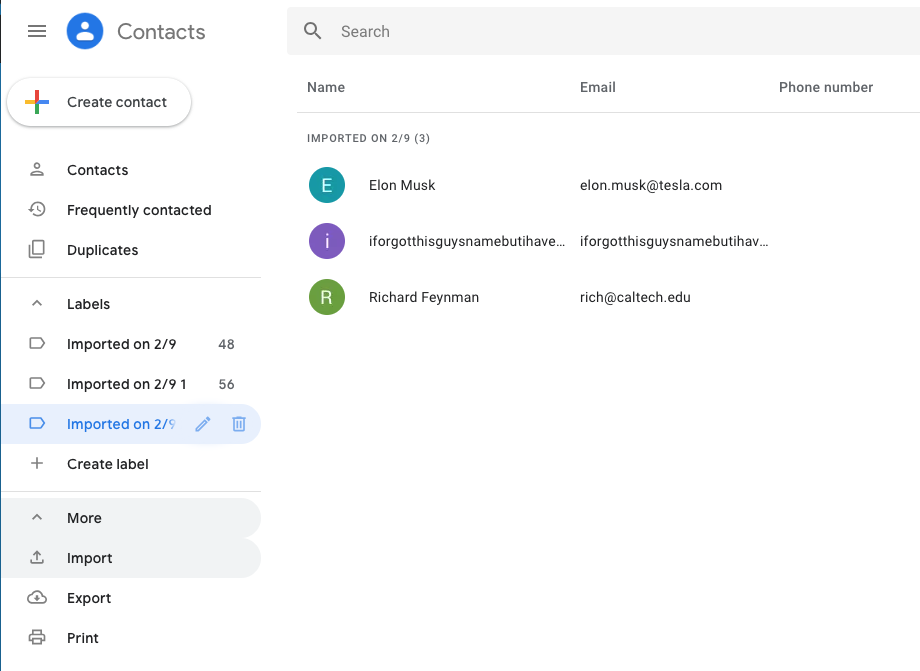 Contacts
Search
Create contact
Contacts
Frequently contacted
Duplicates
Labels
Imported on 2/9 48
Imported on 2/9 1 56
Imported on 2/9
Create label
More
Import
Export
Print
Name Email Phone number
IMPORTED ON 2/9 (3)
E Elon Musk elon.musk@tesla.com
i iforgotthisguysnamebutihave... iforgotthisguysnamebutihav...
R Richard Feynman rich@caltech.edu